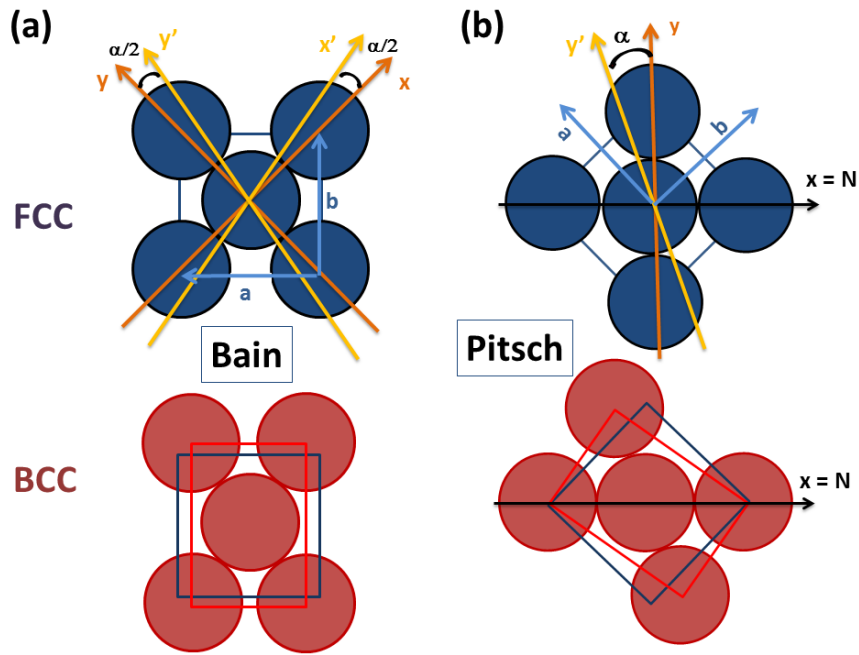 (a)
α/2
y'
x'
α/2
y
x
b
a
FCC
Bain
BCC
(b)
y'
α
y
a
b
x = N
Pitsch
x = N